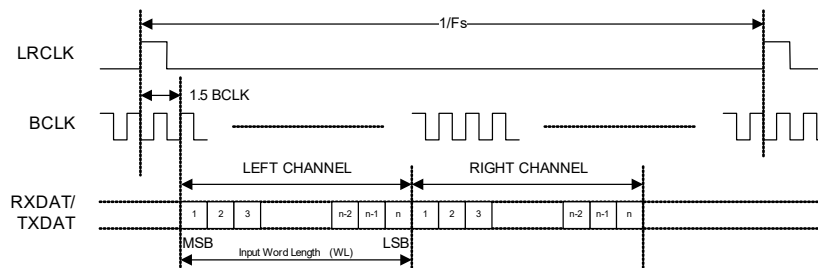 1/Fs
LRCLK
1.5 BCLK
BCLK
LEFT CHANNEL RIGHT CHANNEL
RXDAT/
TXDAT
1 2 3 n-2 n-1 n 1 2 3 n-2 n-1 n
MSB LSB
Input Word Length (WL)